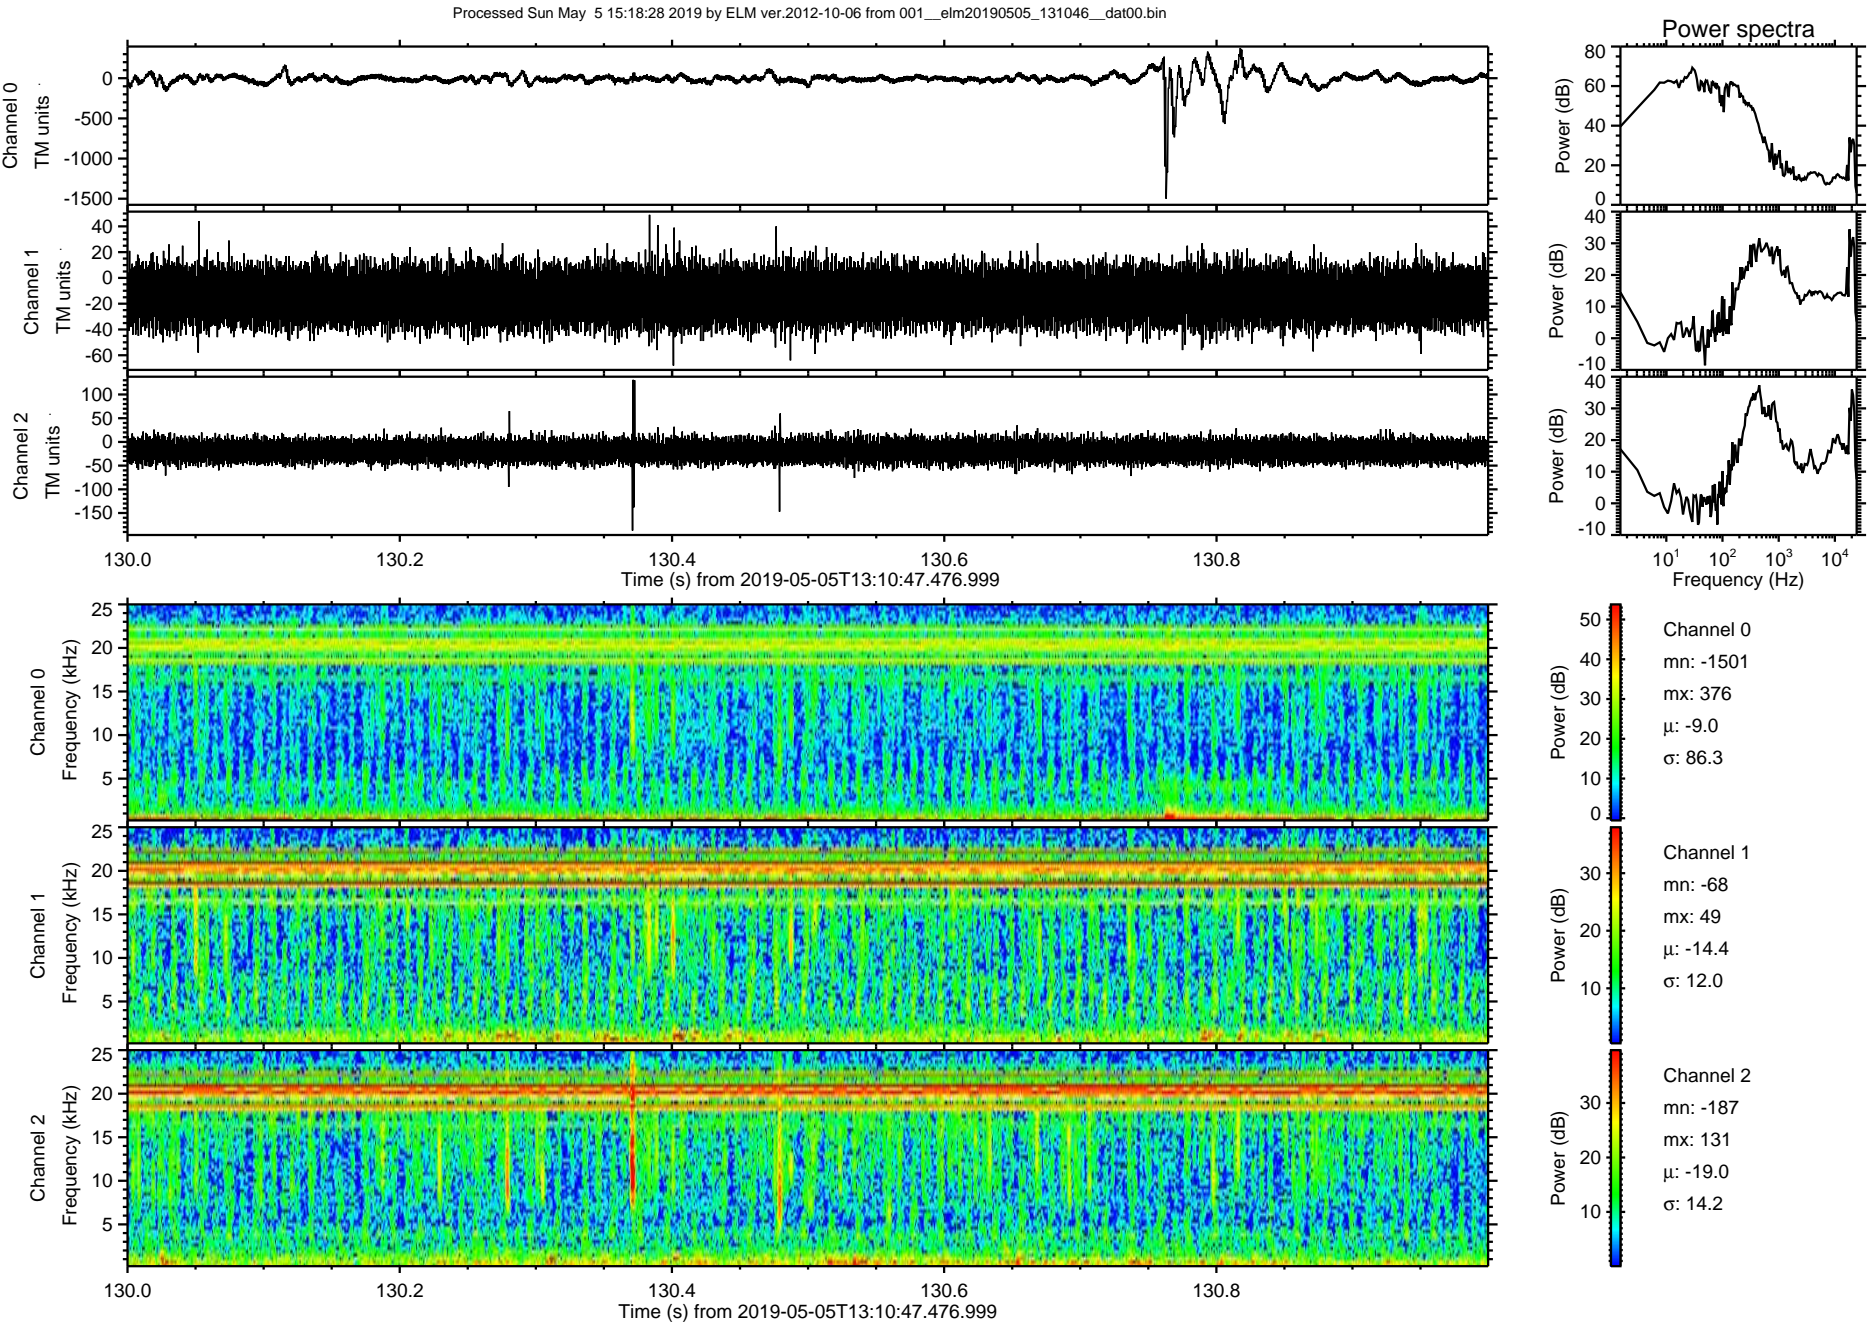 Processed Sun May  5 15:18:28 2019 by ELM ver.2012-10-06 from 001__elm20190505_131046__dat00.bin
Power spectra
Channel 0
TM units
0
-500
-1000
-1500
Power (dB)
80
60
40
20
0
Channel 1
TM units
40
20
0
-20
-40
-60
Power (dB)
40
30
20
10
0
-10
Channel 2
TM units
100
50
0
-50
-100
-150
Power (dB)
40
30
20
10
0
-10
130.0 130.2 130.4 130.6 130.8
Time (s) from 2019-05-05T13:10:47.476.999
10¹ 10² 10³ 10⁴
Frequency (Hz)
Channel 0
Frequency (kHz)
25
20
15
10
5
Power (dB)
50
40
30
20
10
0
Channel 0
mn: -1501
mx: 376
μ: -9.0
σ: 86.3
Channel 1
Frequency (kHz)
25
20
15
10
5
Power (dB)
30
20
10
Channel 1
mn: -68
mx: 49
μ: -14.4
σ: 12.0
Channel 2
Frequency (kHz)
25
20
15
10
5
Power (dB)
30
20
10
Channel 2
mn: -187
mx: 131
μ: -19.0
σ: 14.2
130.0 130.2 130.4 130.6 130.8
Time (s) from 2019-05-05T13:10:47.476.999